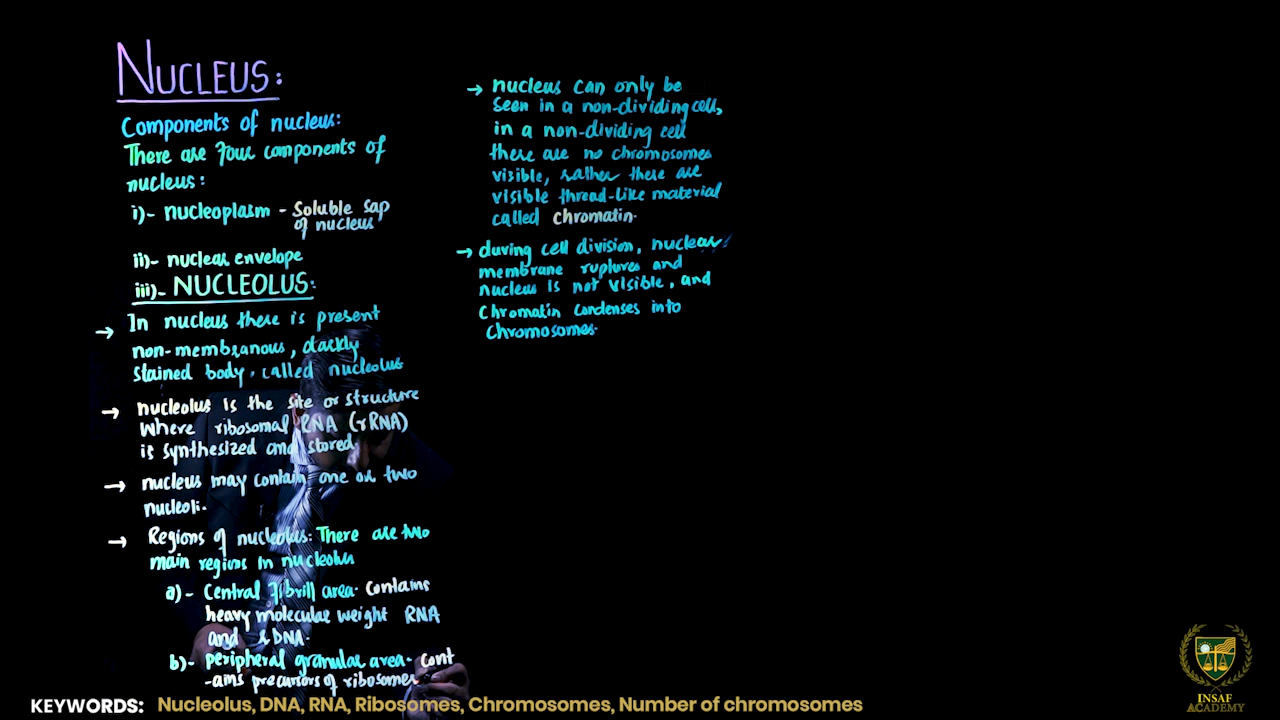 NUCLEUS:
Components of nucleus:
There are four components of
nucleus:
i)- nucleoplasm - Soluble sap
of nucleus
ii)- nuclear envelope
iii)- NUCLEOLUS:
→ In nucleus there is present
non-membranous, darkly
stained body, called nucleolus
→ nucleolus is the site or structure
where ribosomal RNA (rRNA)
is synthesized and stored.
→ nucleus may contain one or two
nucleoli.
→ Regions of nucleolus: There are two
main regions in nucleolus
a)- Central fibrill area. Contains
heavy molecular weight RNA
and rDNA.
b)- peripheral granular area. Cont
-ains precursors of ribosomes
→ nucleus can only be
seen in a non-dividing cell,
in a non-dividing cell
there are no chromosomes
visible, rather there are
visible thread-like material
called chromatin.
→ during cell division, nuclear
membrane ruptures and
nucleus is not visible, and
chromatin condenses into
chromosomes.
KEYWORDS: Nucleolus, DNA, RNA, Ribosomes, Chromosomes, Number of chromosomes
INSAF
ACADEMY